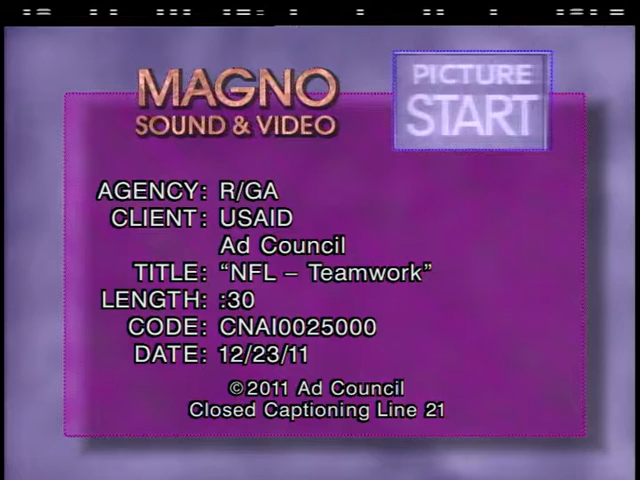 MAGNO
SOUND & VIDEO
PICTURE
START
AGENCY: R/GA
CLIENT: USAID
Ad Council
TITLE: “NFL – Teamwork”
LENGTH: :30
CODE: CNAI0025000
DATE: 12/23/11
©2011 Ad Council
Closed Captioning Line 21